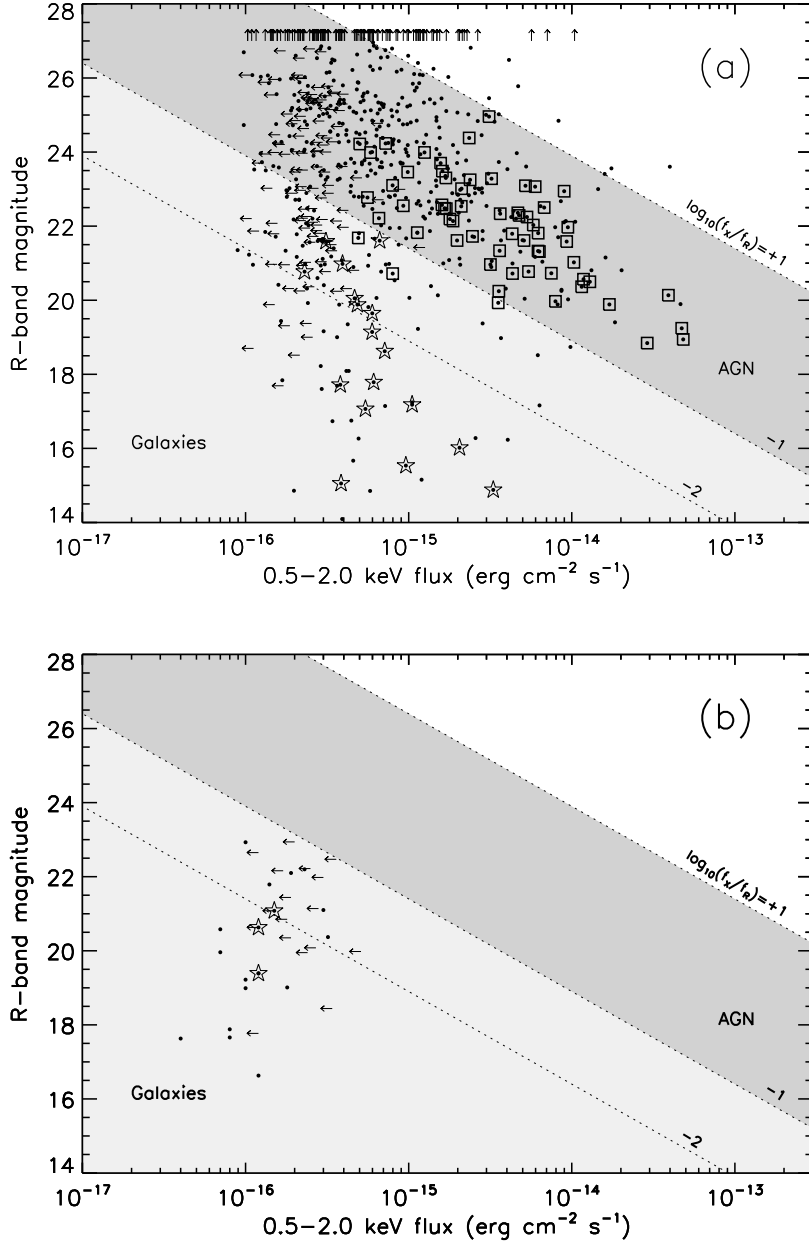 28
26
24
22
20
18
16
14
R-band magnitude
(a)
log₁₀(fₓ/f_R)=+1
AGN
-1
-2
Galaxies
10⁻¹⁷ 10⁻¹⁶ 10⁻¹⁵ 10⁻¹⁴ 10⁻¹³
0.5-2.0 keV flux (erg cm⁻² s⁻¹)
28
26
24
22
20
18
16
14
R-band magnitude
(b)
log₁₀(fₓ/f_R)=+1
AGN
-1
-2
Galaxies
10⁻¹⁷ 10⁻¹⁶ 10⁻¹⁵ 10⁻¹⁴ 10⁻¹³
0.5-2.0 keV flux (erg cm⁻² s⁻¹)